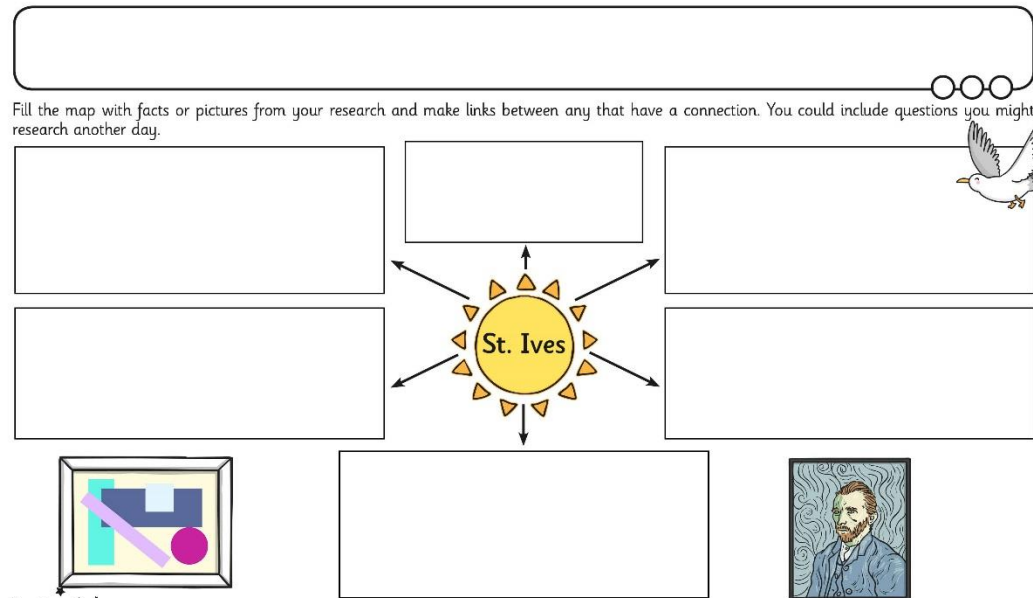 Fill the map with facts or pictures from your research and make links between any that have a connection. You could include questions you might
research another day.
St. Ives